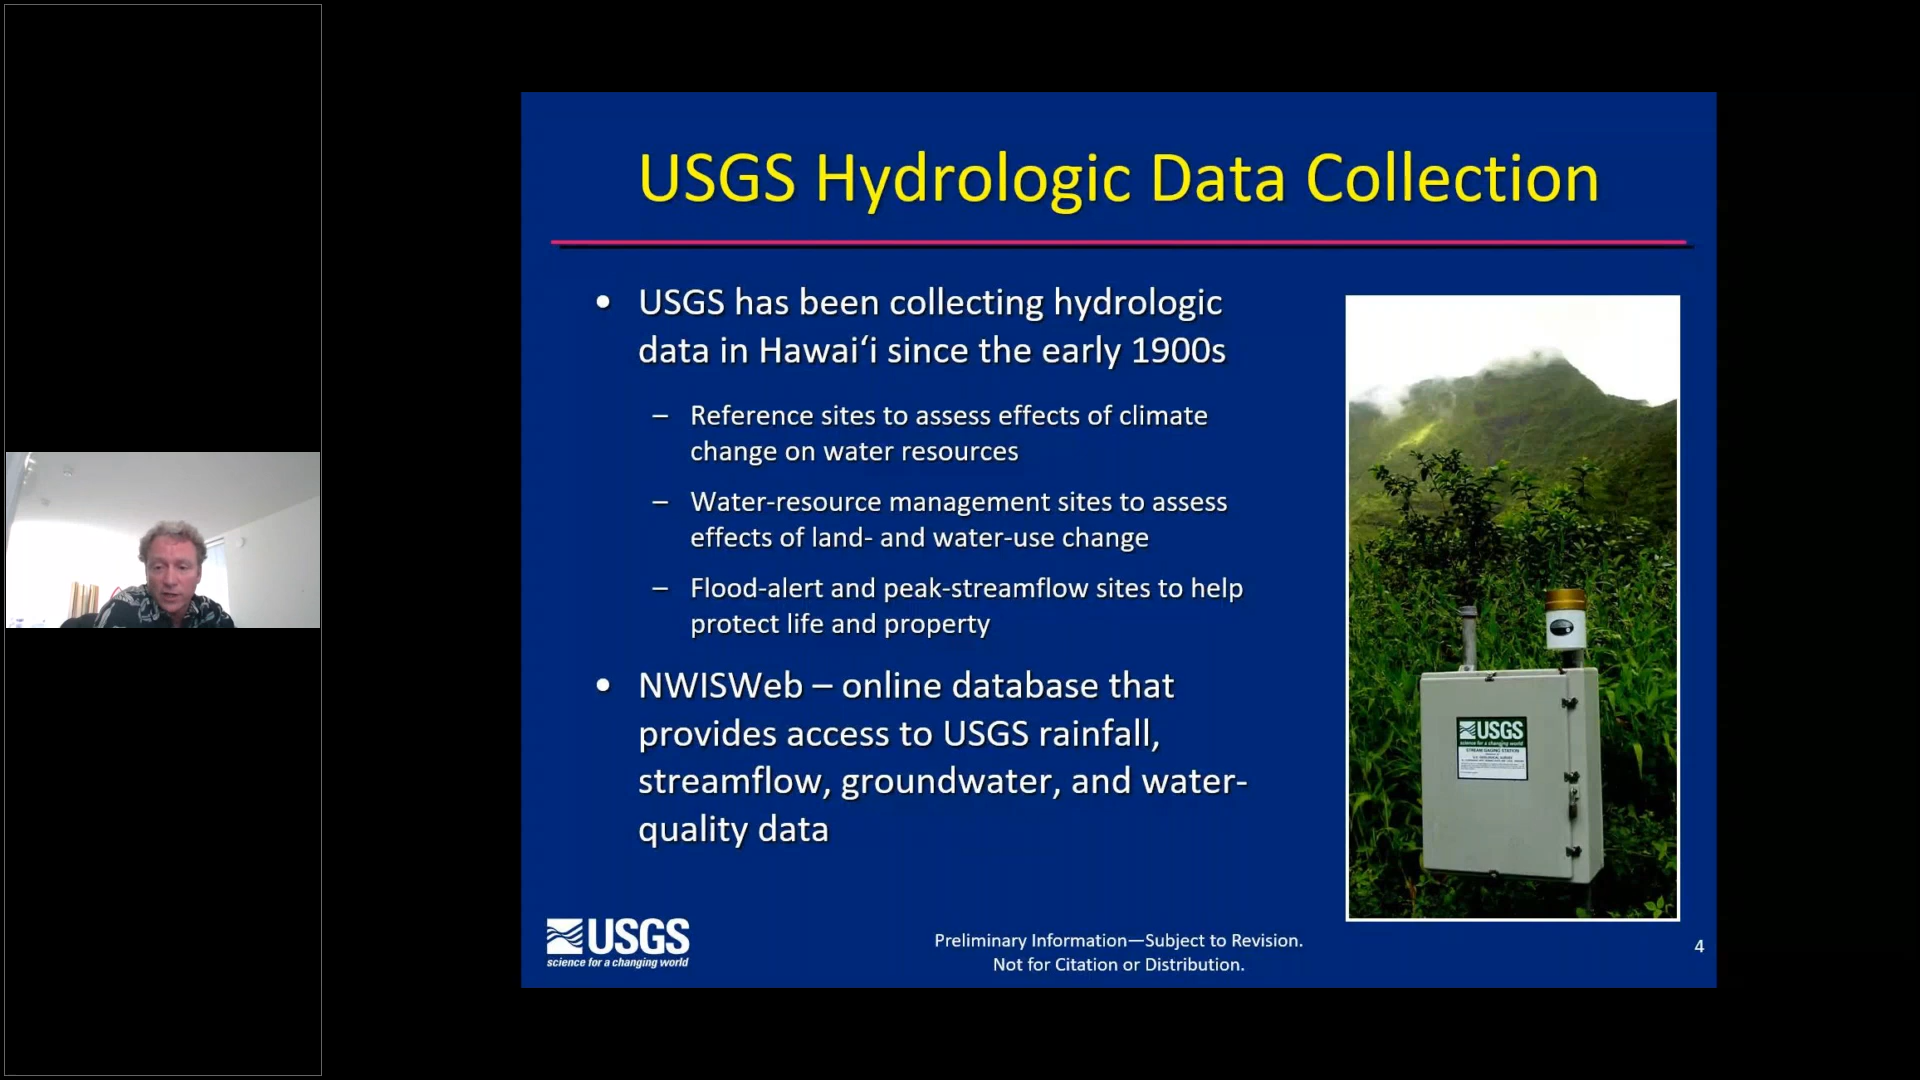 USGS Hydrologic Data Collection
• USGS has been collecting hydrologic
data in Hawai‘i since the early 1900s
– Reference sites to assess effects of climate
change on water resources
– Water-resource management sites to assess
effects of land- and water-use change
– Flood-alert and peak-streamflow sites to help
protect life and property
• NWISWeb – online database that
provides access to USGS rainfall,
streamflow, groundwater, and water-
quality data
USGS
science for a changing world
STREAM GAGING STATION
USGS
science for a changing world
Preliminary Information—Subject to Revision.
Not for Citation or Distribution.
4